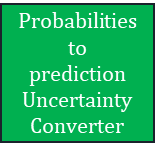 Probabilities
to
prediction
Uncertainty
Converter